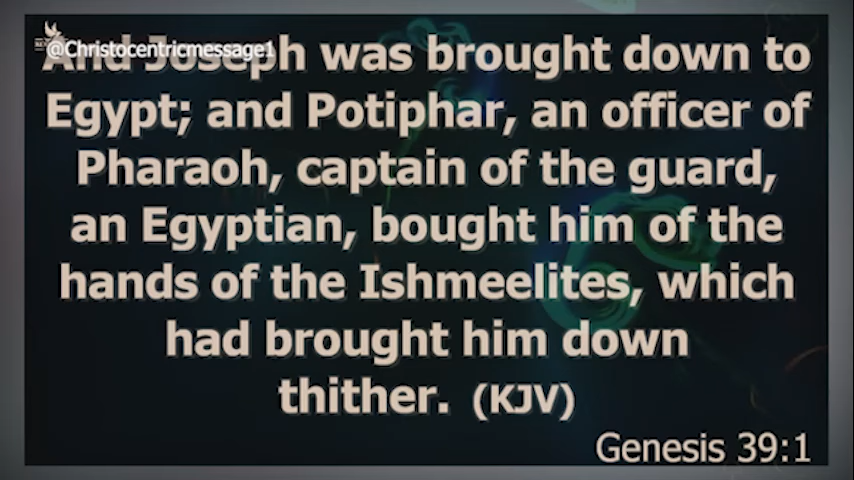 @Christocentricmessage1
And Joseph was brought down to
Egypt; and Potiphar, an officer of
Pharaoh, captain of the guard,
an Egyptian, bought him of the
hands of the Ishmeelites, which
had brought him down
thither. (KJV)
Genesis 39:1